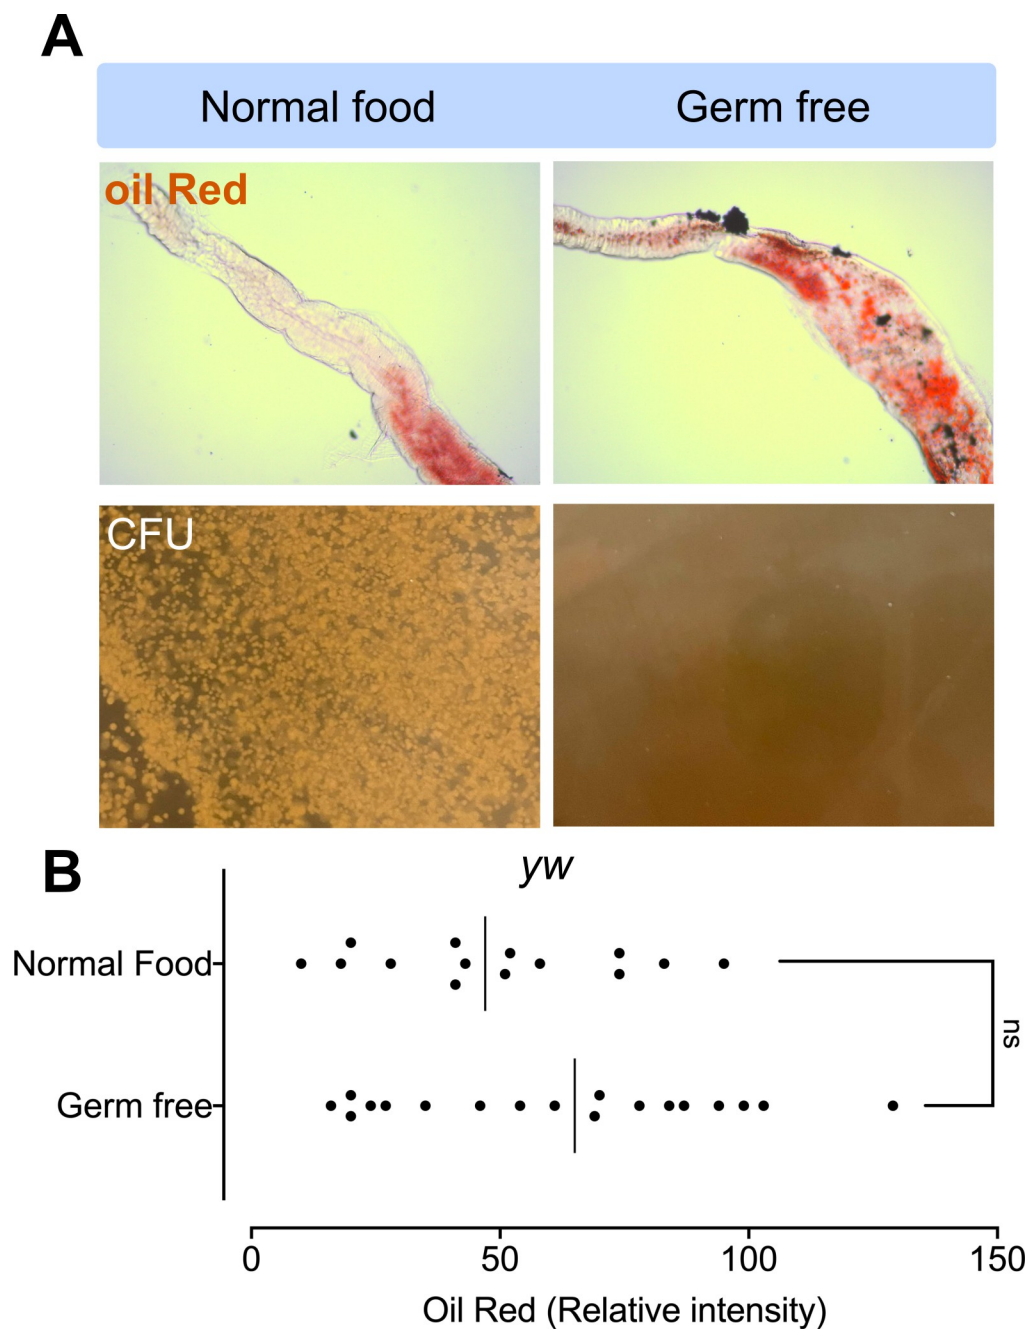 A
Normal food
Germ free
oil Red
CFU
B
yw
Normal Food
Germ free
ns
0
50
100
150
Oil Red (Relative intensity)